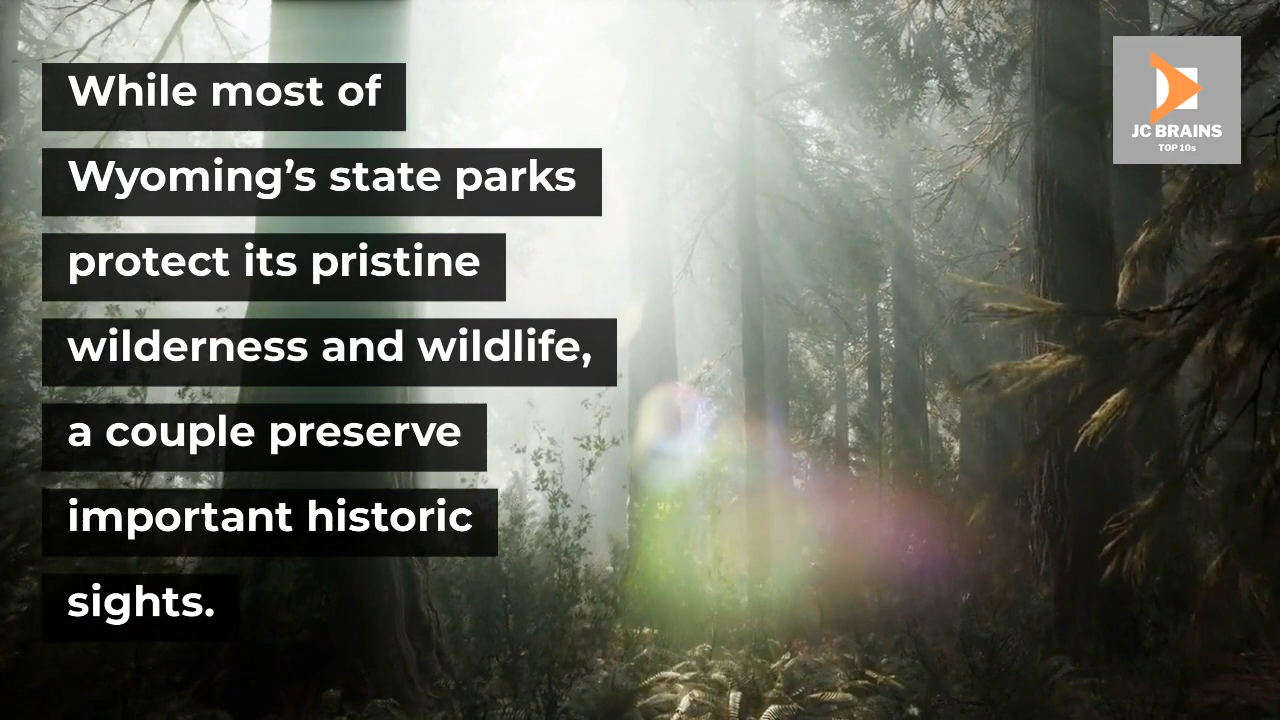 While most of
Wyoming’s state parks
protect its pristine
wilderness and wildlife,
a couple preserve
important historic
sights.
JC BRAINS
TOP 10s